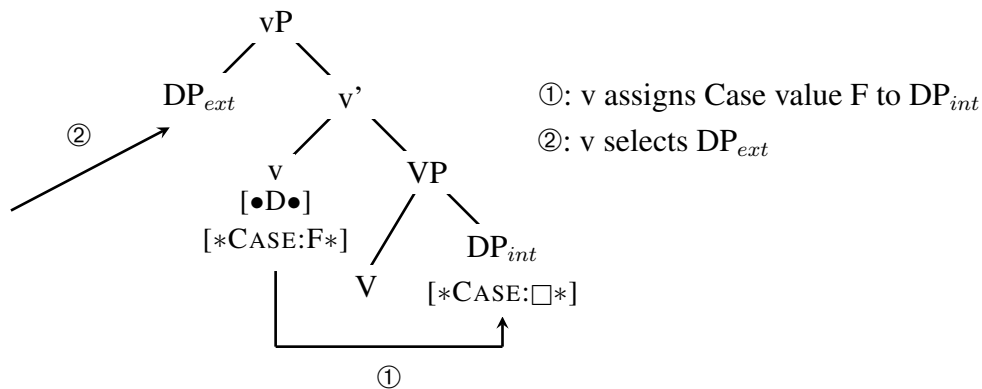 vP
DP_ext v’ ①: v assigns Case value F to DP_int
② ②: v selects DP_ext
v VP
[●D●]
[∗CASE:F∗] DP_int
V [∗CASE:□∗]
①